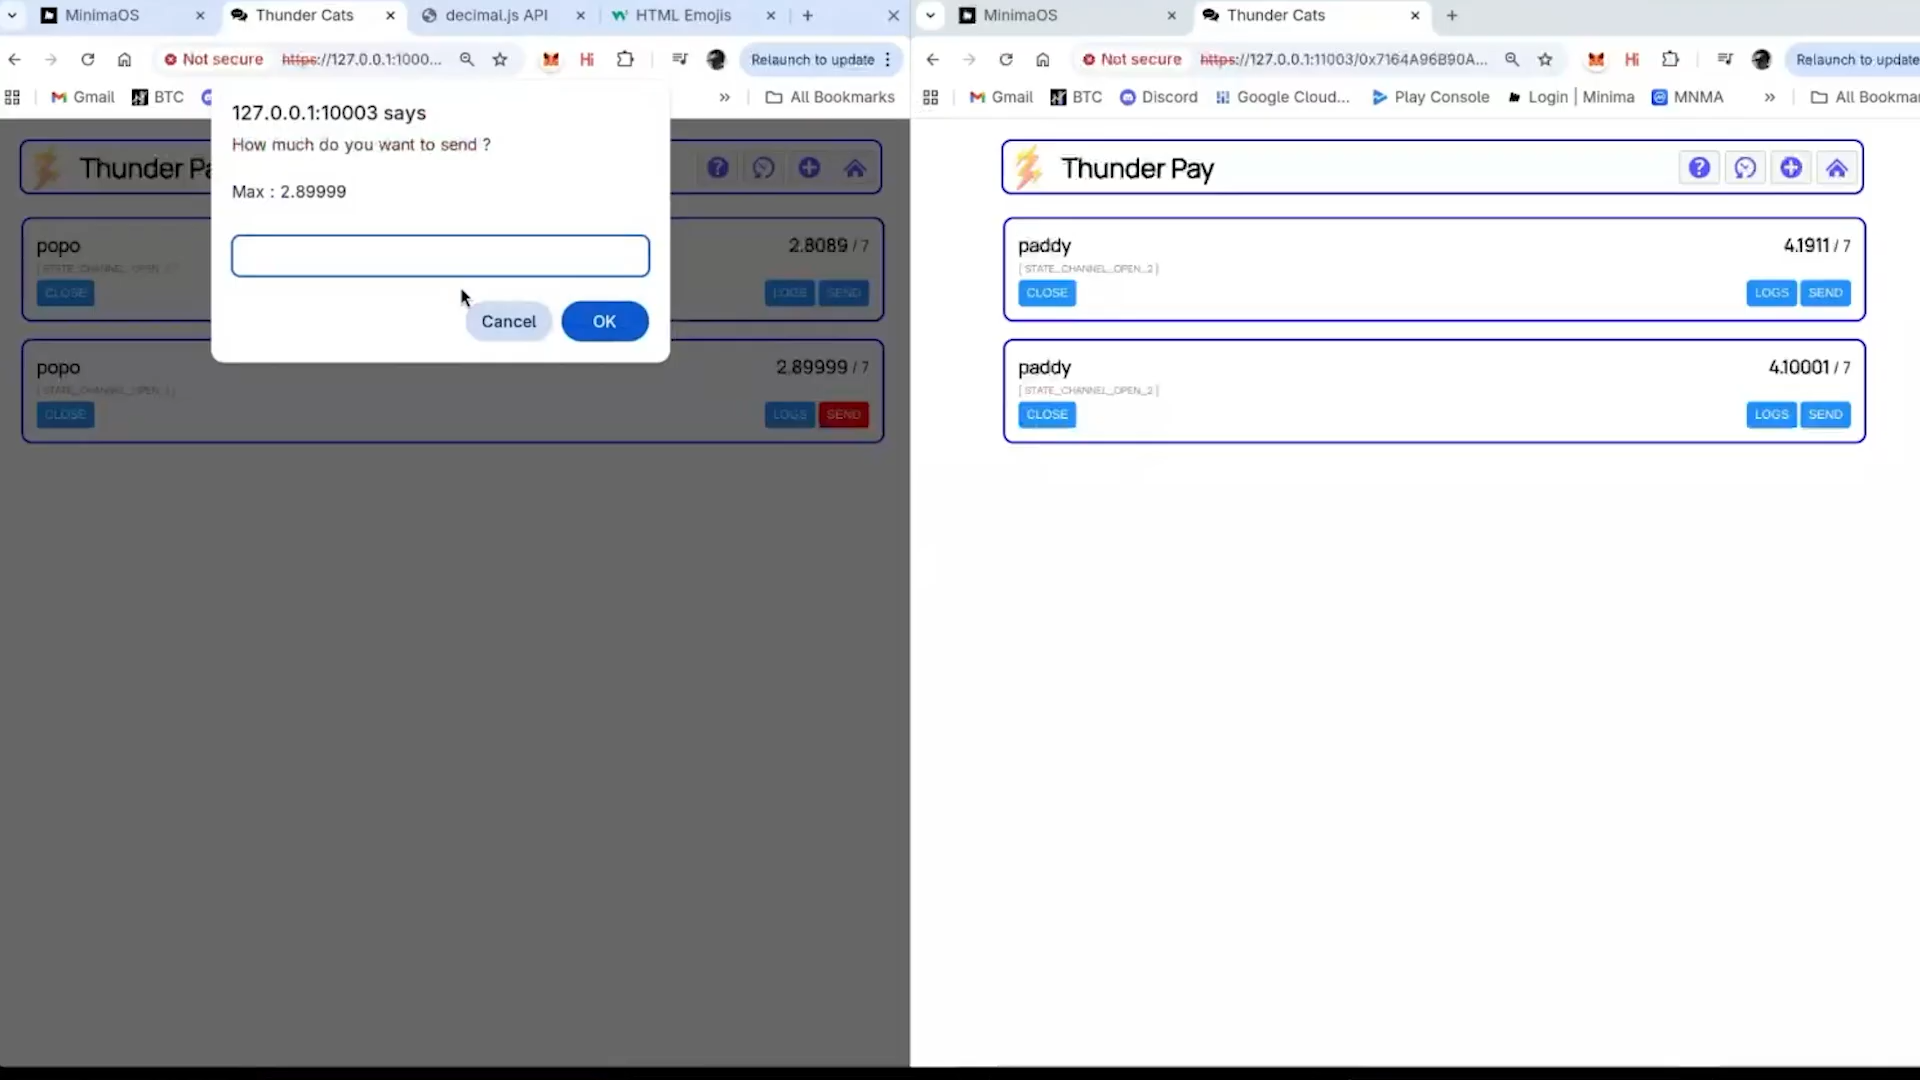 MinimaOS
Thunder Cats
decimal.js API
HTML Emojis
Not secure
https://127.0.0.1:1000...
Hi
Relaunch to update
Gmail
BTC
»
All Bookmarks
127.0.0.1:10003 says
How much do you want to send ?
Max : 2.89999
Cancel
OK
Thunder Pa
popo
2.8089 / 7
CLOSE
LOGS
SEND
popo
2.89999 / 7
CLOSE
LOGS
SEND
MinimaOS
Thunder Cats
Not secure
https://127.0.0.1:11003/0x7164A96B90A...
Hi
Relaunch to update
Gmail
BTC
Discord
Google Cloud...
Play Console
Login | Minima
MNMA
»
All Bookmar
Thunder Pay
paddy
4.1911 / 7
[ STATE_CHANNEL_OPEN_2 ]
CLOSE
LOGS
SEND
paddy
4.10001 / 7
[ STATE_CHANNEL_OPEN_2 ]
CLOSE
LOGS
SEND